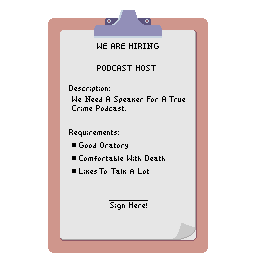 WE ARE HIRING
PODCAST HOST
Description:
We Need A Speaker For A True
Crime Podcast.
Requirements:
■ Good Oratory
■ Comfortable With Death
■ Likes To Talk A Lot
Sign Here!